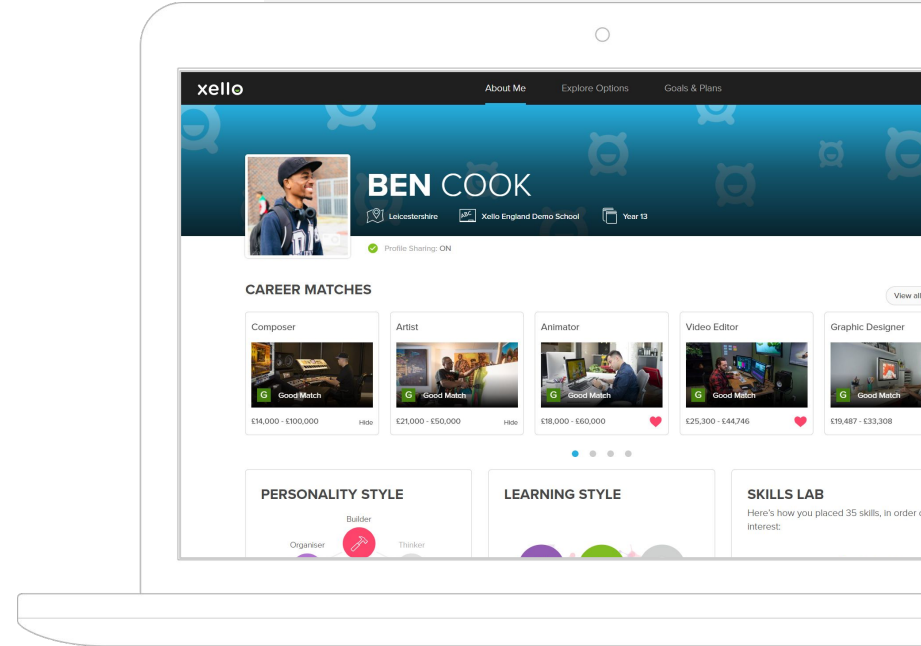 xello
About Me Explore Options Goals & Plans
BEN COOK
Leicestershire ABC Xello England Demo School Year 13
Profile Sharing: ON
CAREER MATCHES
View all
Composer
G Good Match
£14,000 - £100,000 Hide
Artist
G Good Match
£21,000 - £50,000 Hide
Animator
G Good Match
£18,000 - £60,000
Video Editor
G Good Match
£25,300 - £44,746
Graphic Designer
G Good Match
£19,487 - £33,308
PERSONALITY STYLE
Builder
Organiser Thinker
LEARNING STYLE
SKILLS LAB
Here's how you placed 35 skills, in order
interest: